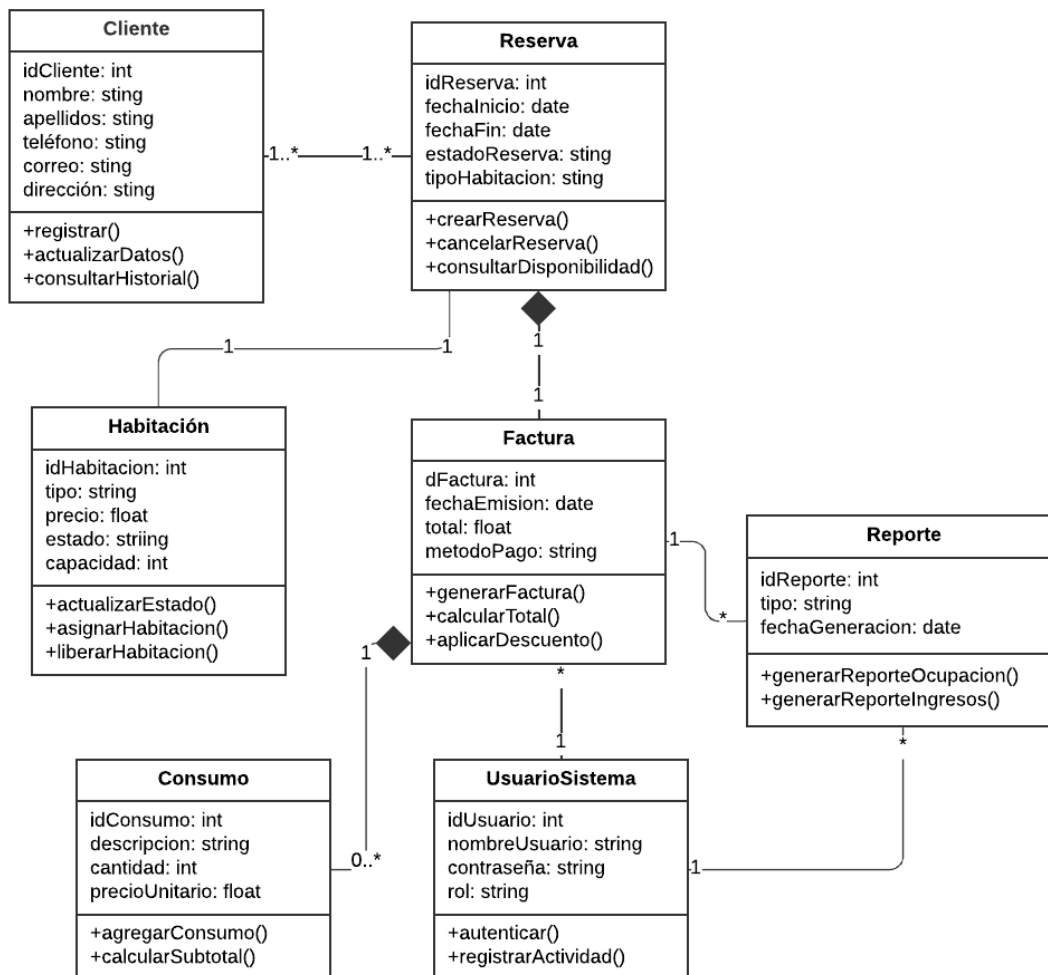 Cliente
idCliente: int
nombre: sting
apellidos: sting
teléfono: sting
correo: sting
dirección: sting
+registrar()
+actualizarDatos()
+consultarHistorial()
1..*
1..*
Reserva
idReserva: int
fechaInicio: date
fechaFin: date
estadoReserva: sting
tipoHabitacion: sting
+crearReserva()
+cancelarReserva()
+consultarDisponibilidad()
1
1
1
1
Habitación
idHabitacion: int
tipo: string
precio: float
estado: striing
capacidad: int
+actualizarEstado()
+asignarHabitacion()
+liberarHabitacion()
Factura
dFactura: int
fechaEmision: date
total: float
metodoPago: string
+generarFactura()
+calcularTotal()
+aplicarDescuento()
1
*
Reporte
idReporte: int
tipo: string
fechaGeneracion: date
+generarReporteOcupacion()
+generarReporteIngresos()
1
0..*
*
1
*
1
Consumo
idConsumo: int
descripcion: string
cantidad: int
precioUnitario: float
+agregarConsumo()
+calcularSubtotal()
UsuarioSistema
idUsuario: int
nombreUsuario: string
contraseña: string
rol: string
+autenticar()
+registrarActividad()